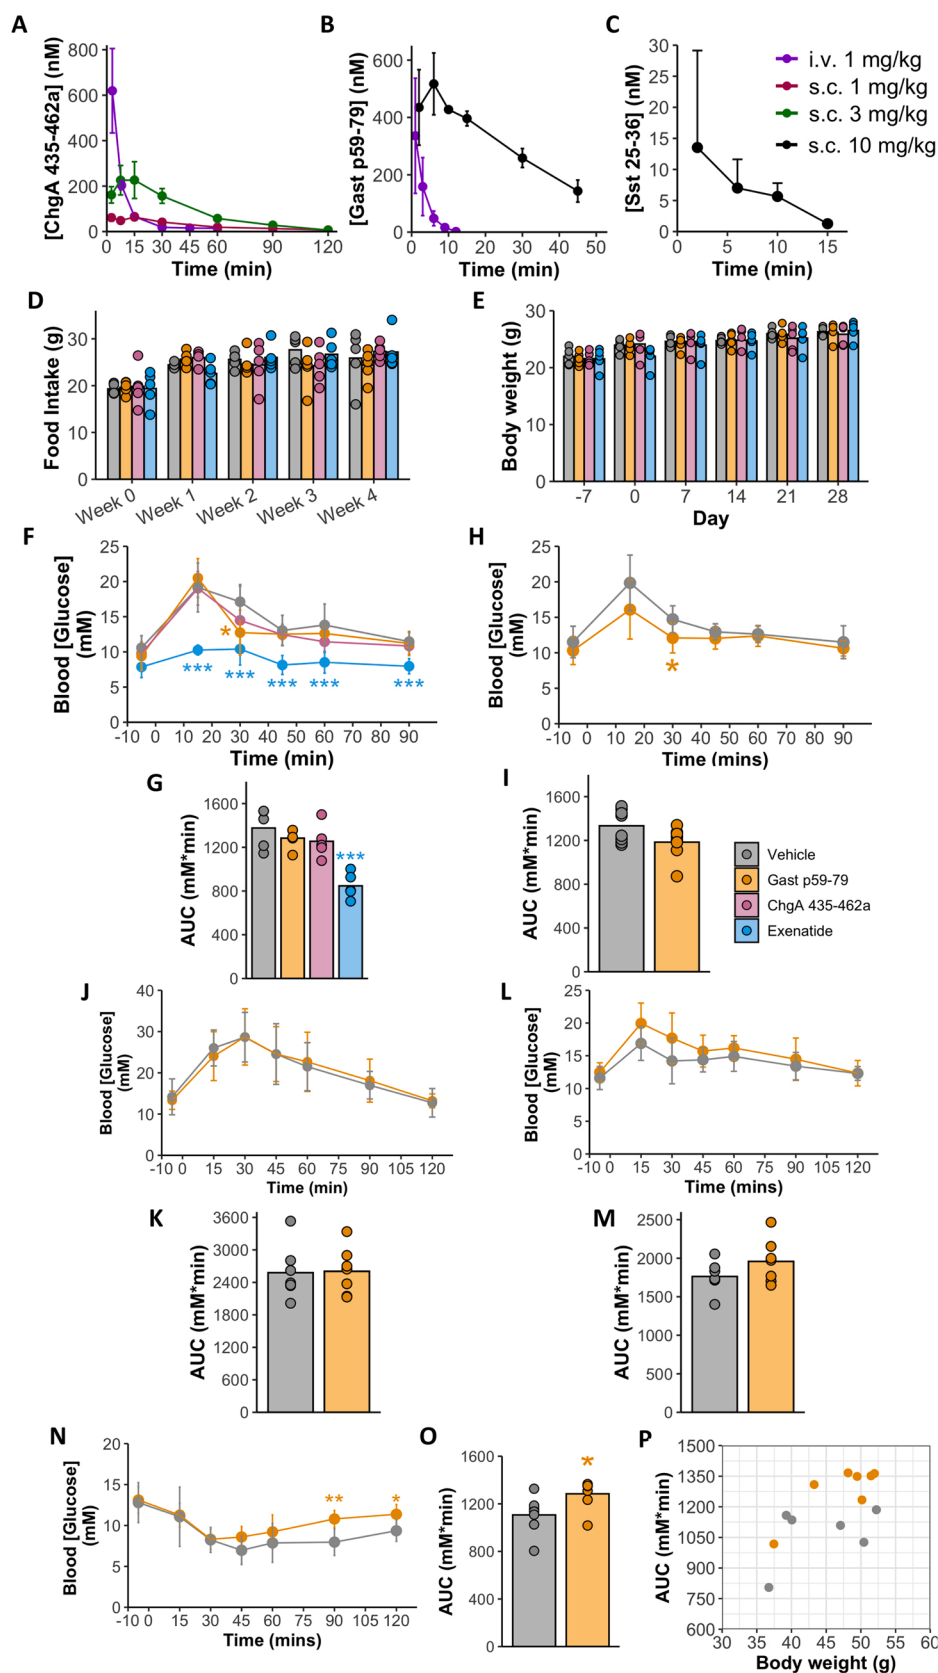 A
B
C
[ChgA 435-462a] (nM)
800
600
400
200
0
0 15 30 45 60 90 120
Time (min)
[Gast p59-79] (nM)
600
400
200
0
0 10 20 30 40 50
Time (min)
[Sst 25-36] (nM)
30
25
20
15
10
5
0
0 5 10 15
Time (min)
i.v. 1 mg/kg
s.c. 1 mg/kg
s.c. 3 mg/kg
s.c. 10 mg/kg
D
Food Intake (g)
30
20
10
0
Week 0 Week 1 Week 2 Week 3 Week 4
E
Body weight (g)
30
20
10
0
-7 0 7 14 21 28
Day
F
Blood [Glucose]
(mM)
25
20
15
10
5
0
*
*** *** *** *** ***
-10 0 10 20 30 40 50 60 70 80 90
Time (min)
H
Blood [Glucose]
(mM)
25
20
15
10
5
0
*
-10 0 10 20 30 40 50 60 70 80 90
Time (mins)
G
AUC (mM*min)
1600
1200
800
400
0
***
I
AUC (mM*min)
1600
1200
800
400
0
Vehicle
Gast p59-79
ChgA 435-462a
Exenatide
J
Blood [Glucose]
(mM)
40
30
20
10
0
-10 0 15 30 45 60 75 90 105 120
Time (min)
L
Blood [Glucose]
(mM)
25
20
15
10
5
0
-10 0 15 30 45 60 75 90 105 120
Time (mins)
K
AUC (mM*min)
3600
3000
2400
1800
1200
600
0
M
AUC (mM*min)
2500
2000
1500
1000
500
0
N
Blood [Glucose]
(mM)
20
15
10
5
0
** *
-10 0 15 30 45 60 75 90 105 120
Time (mins)
O
AUC (mM*min)
1600
1200
800
400
0
*
P
AUC (mM*min)
1500
1350
1200
1050
900
750
600
30 35 40 45 50 55 60
Body weight (g)